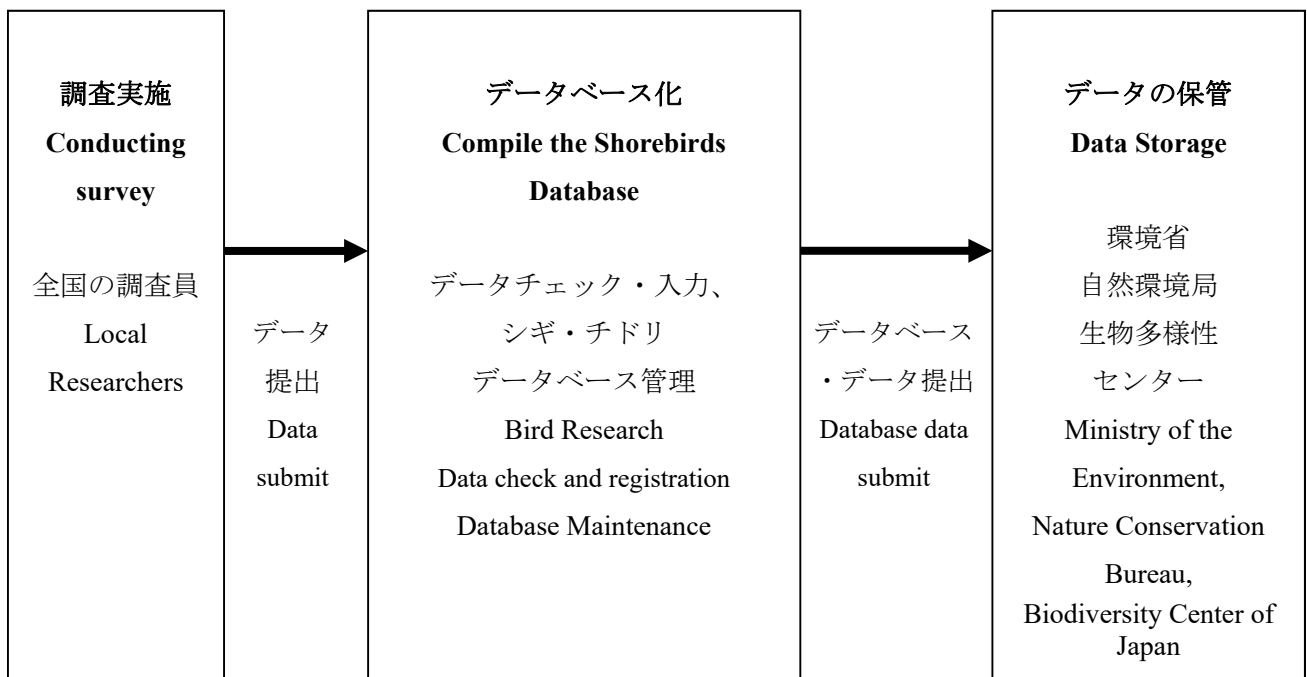 調査実施
Conducting
survey
全国の調査員
Local
Researchers
データ
提出
Data
submit
データベース化
Compile the Shorebirds
Database
データチェック・入力、
シギ・チドリ
データベース管理
Bird Research
Data check and registration
Database Maintenance
データベース
・データ提出
Database data
submit
データの保管
Data Storage
環境省
自然環境局
生物多様性
センター
Ministry of the
Environment,
Nature Conservation
Bureau,
Biodiversity Center of
Japan